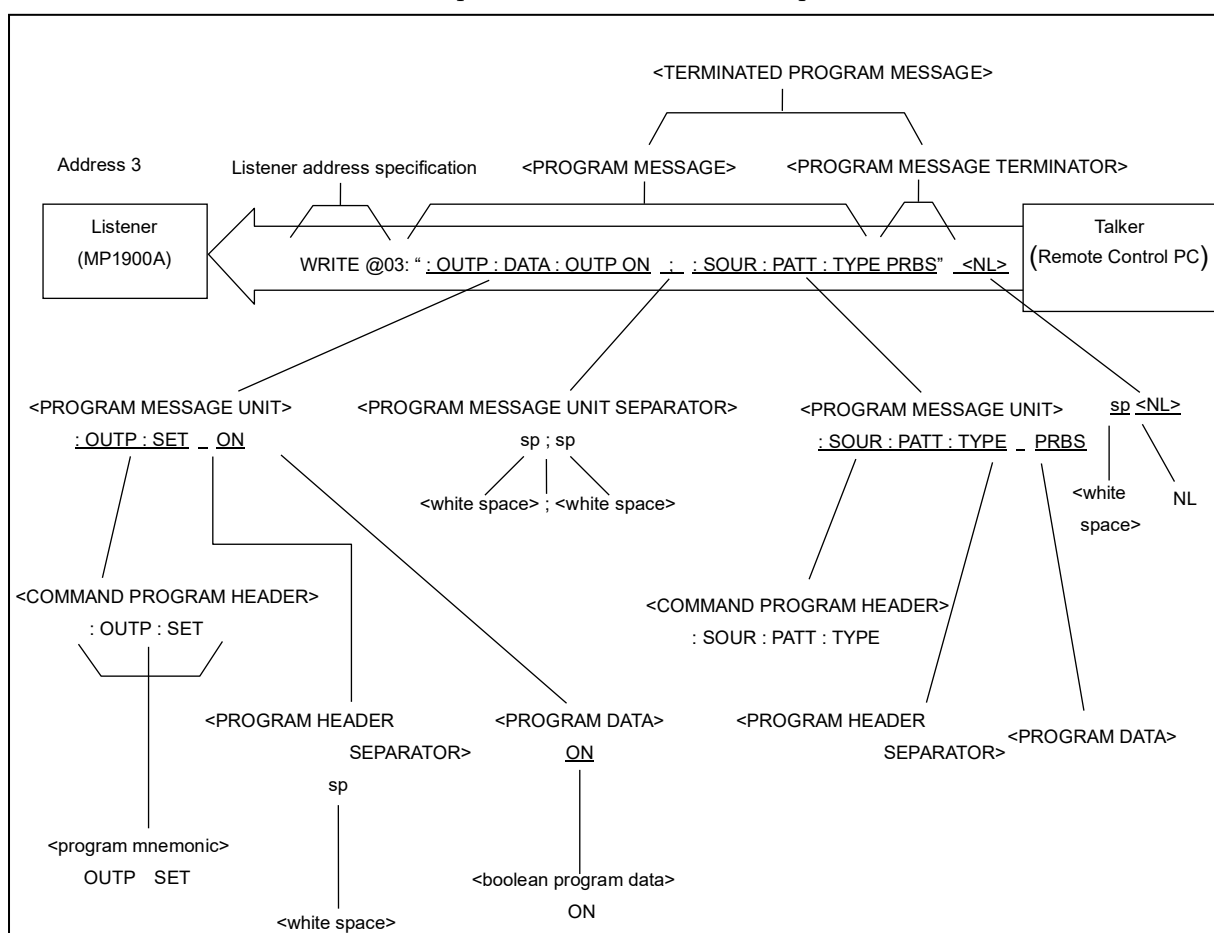 <TERMINATED PROGRAM MESSAGE>
Address 3
Listener address specification
<PROGRAM MESSAGE>
<PROGRAM MESSAGE TERMINATOR>
Listener
(MP1900A)
WRITE @03: “ : OUTP : DATA : OUTP ON ; : SOUR : PATT : TYPE PRBS” <NL>
Talker
(Remote Control PC)
<PROGRAM MESSAGE UNIT>
: OUTP : SET _ ON
<PROGRAM MESSAGE UNIT SEPARATOR>
sp ; sp
<white space> ; <white space>
<PROGRAM MESSAGE UNIT>
: SOUR : PATT : TYPE _ PRBS
sp <NL>
<white
space>
NL
<COMMAND PROGRAM HEADER>
: OUTP : SET
<COMMAND PROGRAM HEADER>
: SOUR : PATT : TYPE
<PROGRAM HEADER
SEPARATOR>
sp
<PROGRAM DATA>
ON
<PROGRAM HEADER
SEPARATOR>
<PROGRAM DATA>
<program mnemonic>
OUTP SET
<white space>
<boolean program data>
ON